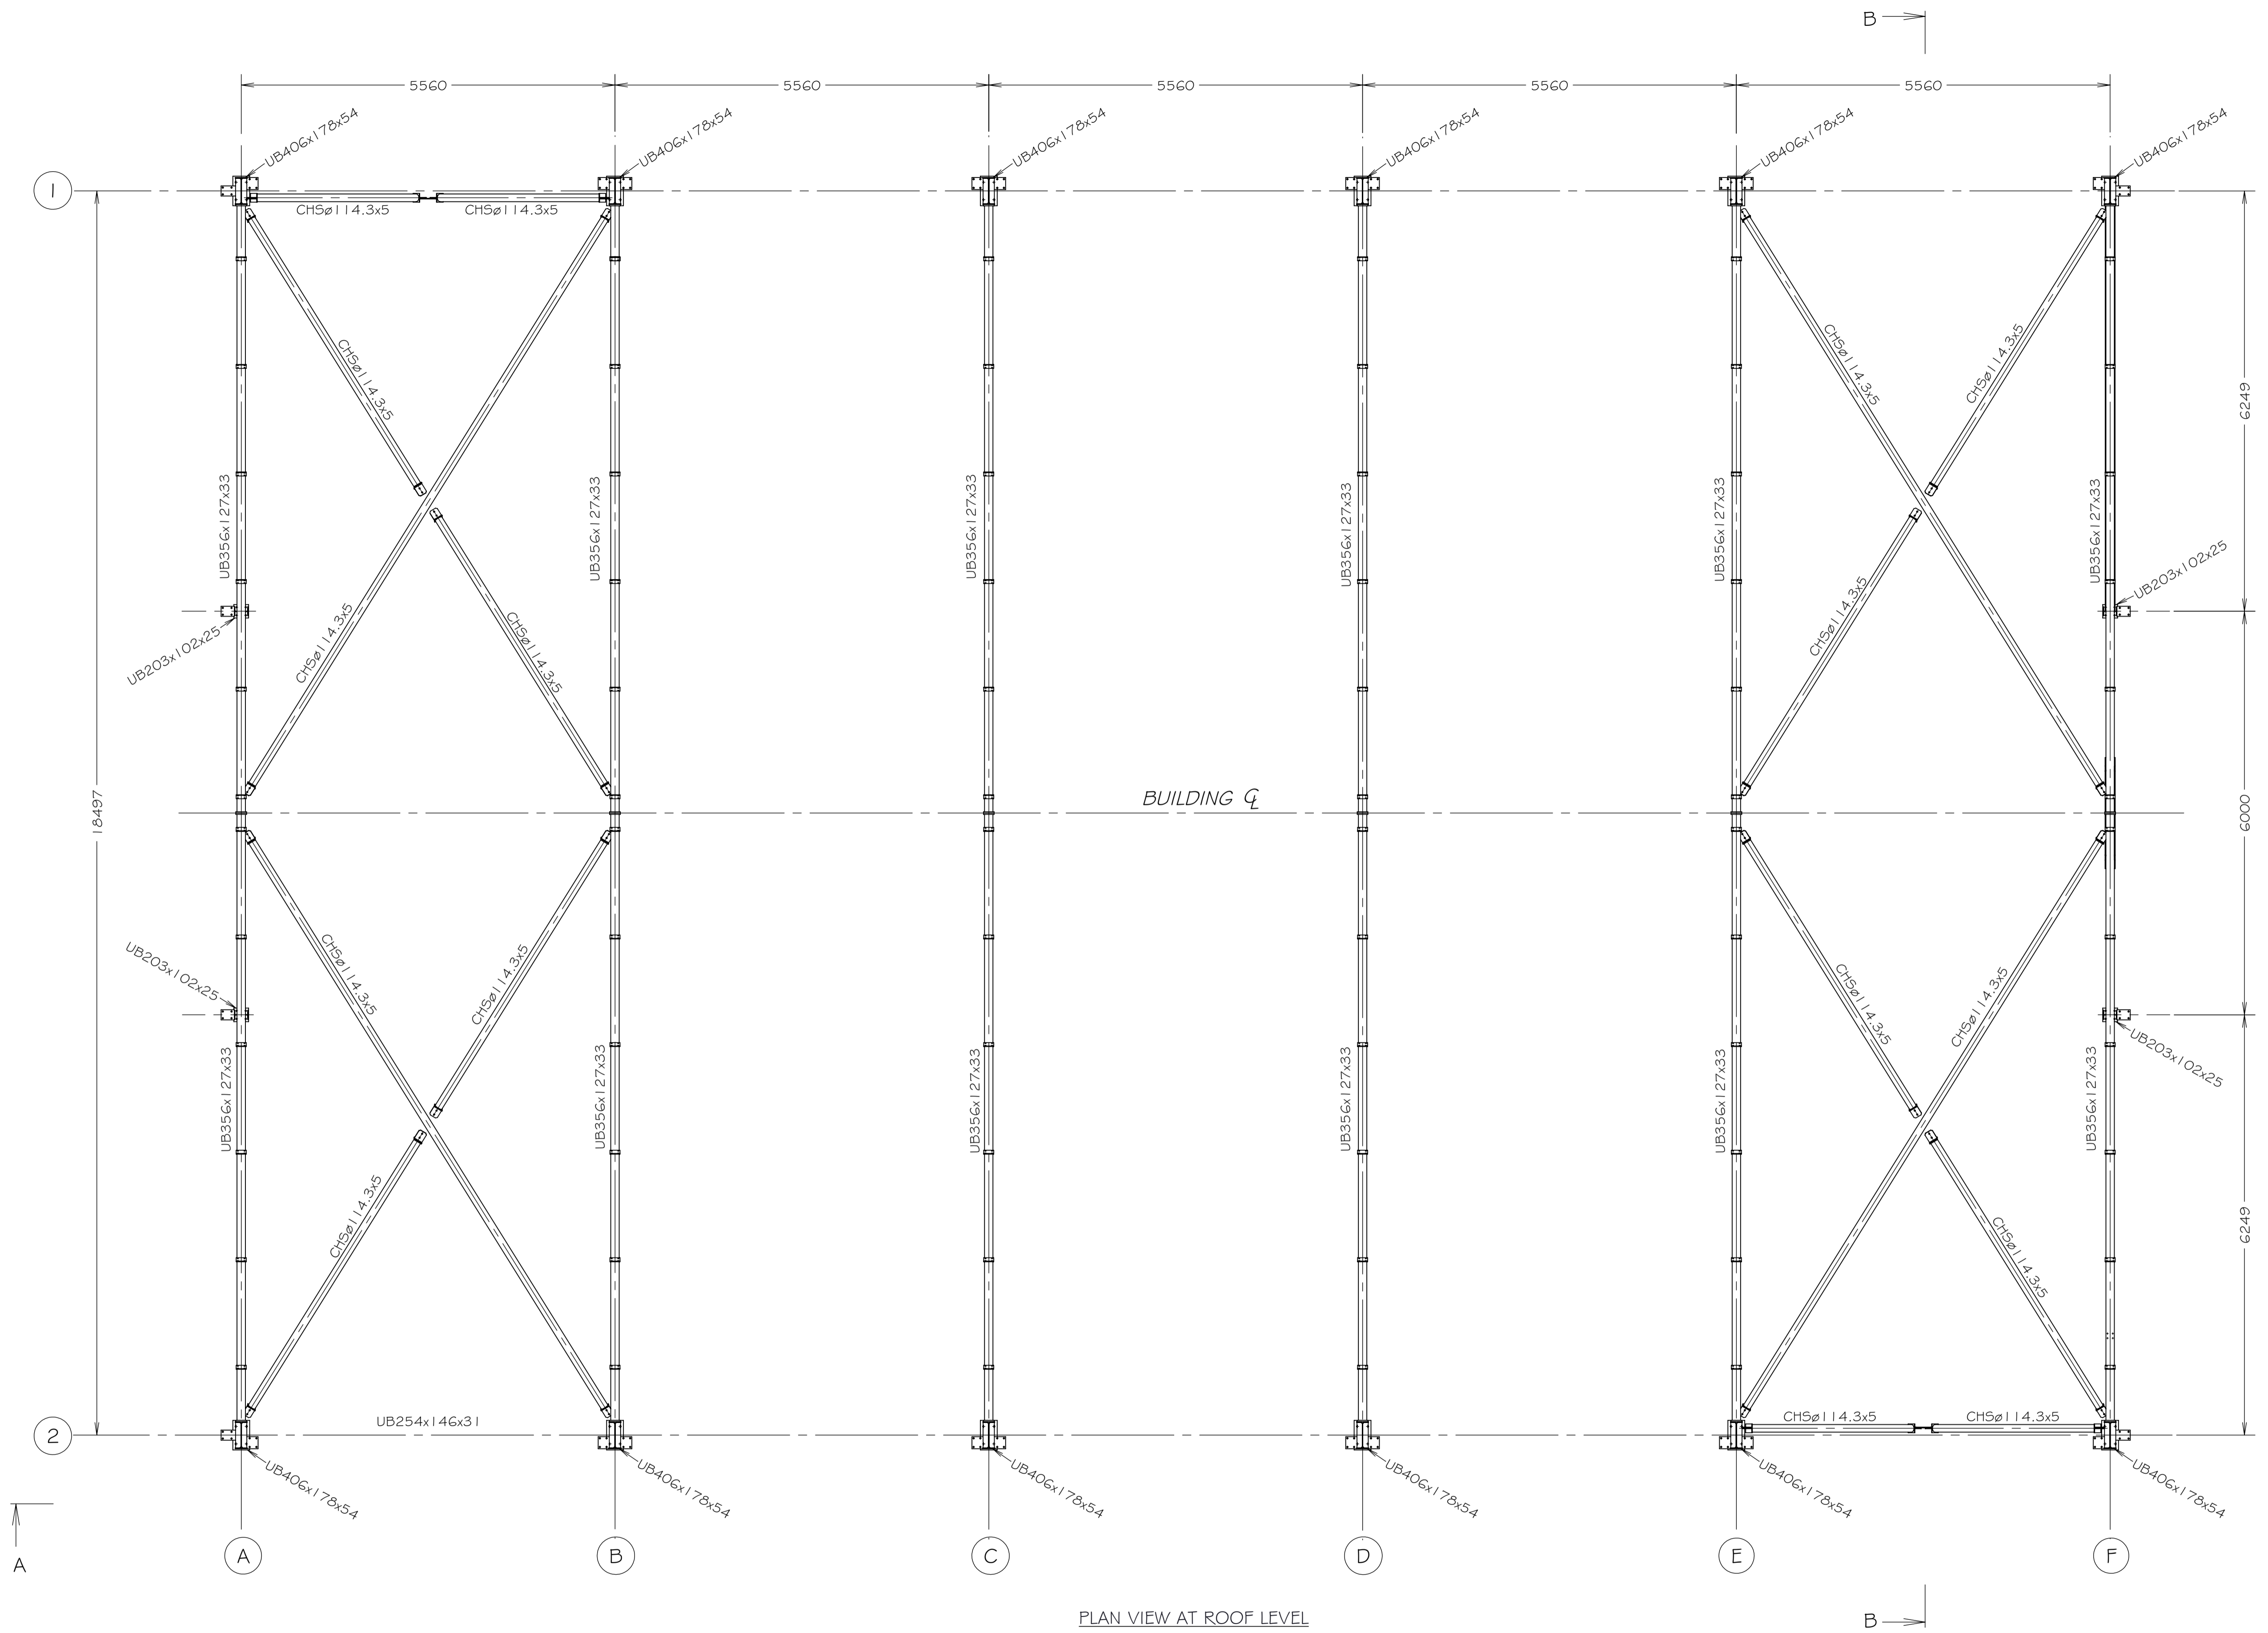 B
5560 5560 5560 5560 5560
UB406x178x54 UB406x178x54 UB406x178x54 UB406x178x54 UB406x178x54 UB406x178x54
1
CHSø114.3x5 CHSø114.3x5
CHSø114.3x5 CHSø114.3x5 CHSø114.3x5
6249
UB356x127x33 UB356x127x33 UB356x127x33 UB356x127x33 UB356x127x33 UB356x127x33
UB203x102x25
UB203x102x25
CHSø114.3x5 CHSø114.3x5 CHSø114.3x5
18497
BUILDING ℄
6000
CHSø114.3x5 CHSø114.3x5 CHSø114.3x5 CHSø114.3x5
UB203x102x25
UB203x102x25
UB356x127x33 UB356x127x33 UB356x127x33 UB356x127x33 UB356x127x33 UB356x127x33
CHSø114.3x5 CHSø114.3x5
6249
UB254x146x31
CHSø114.3x5 CHSø114.3x5
2
UB406x178x54 UB406x178x54 UB406x178x54 UB406x178x54 UB406x178x54 UB406x178x54
A
A B C D E F
PLAN VIEW AT ROOF LEVEL
B